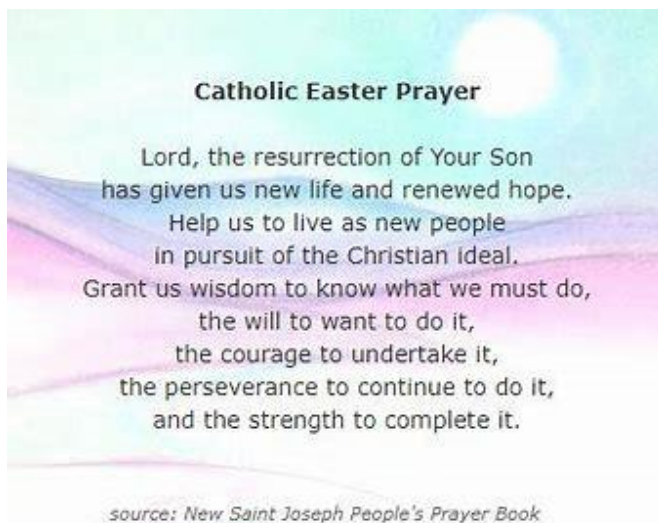 Catholic Easter Prayer
Lord, the resurrection of Your Son
has given us new life and renewed hope.
Help us to live as new people
in pursuit of the Christian ideal.
Grant us wisdom to know what we must do,
the will to want to do it,
the courage to undertake it,
the perseverance to continue to do it,
and the strength to complete it.
source: New Saint Joseph People's Prayer Book